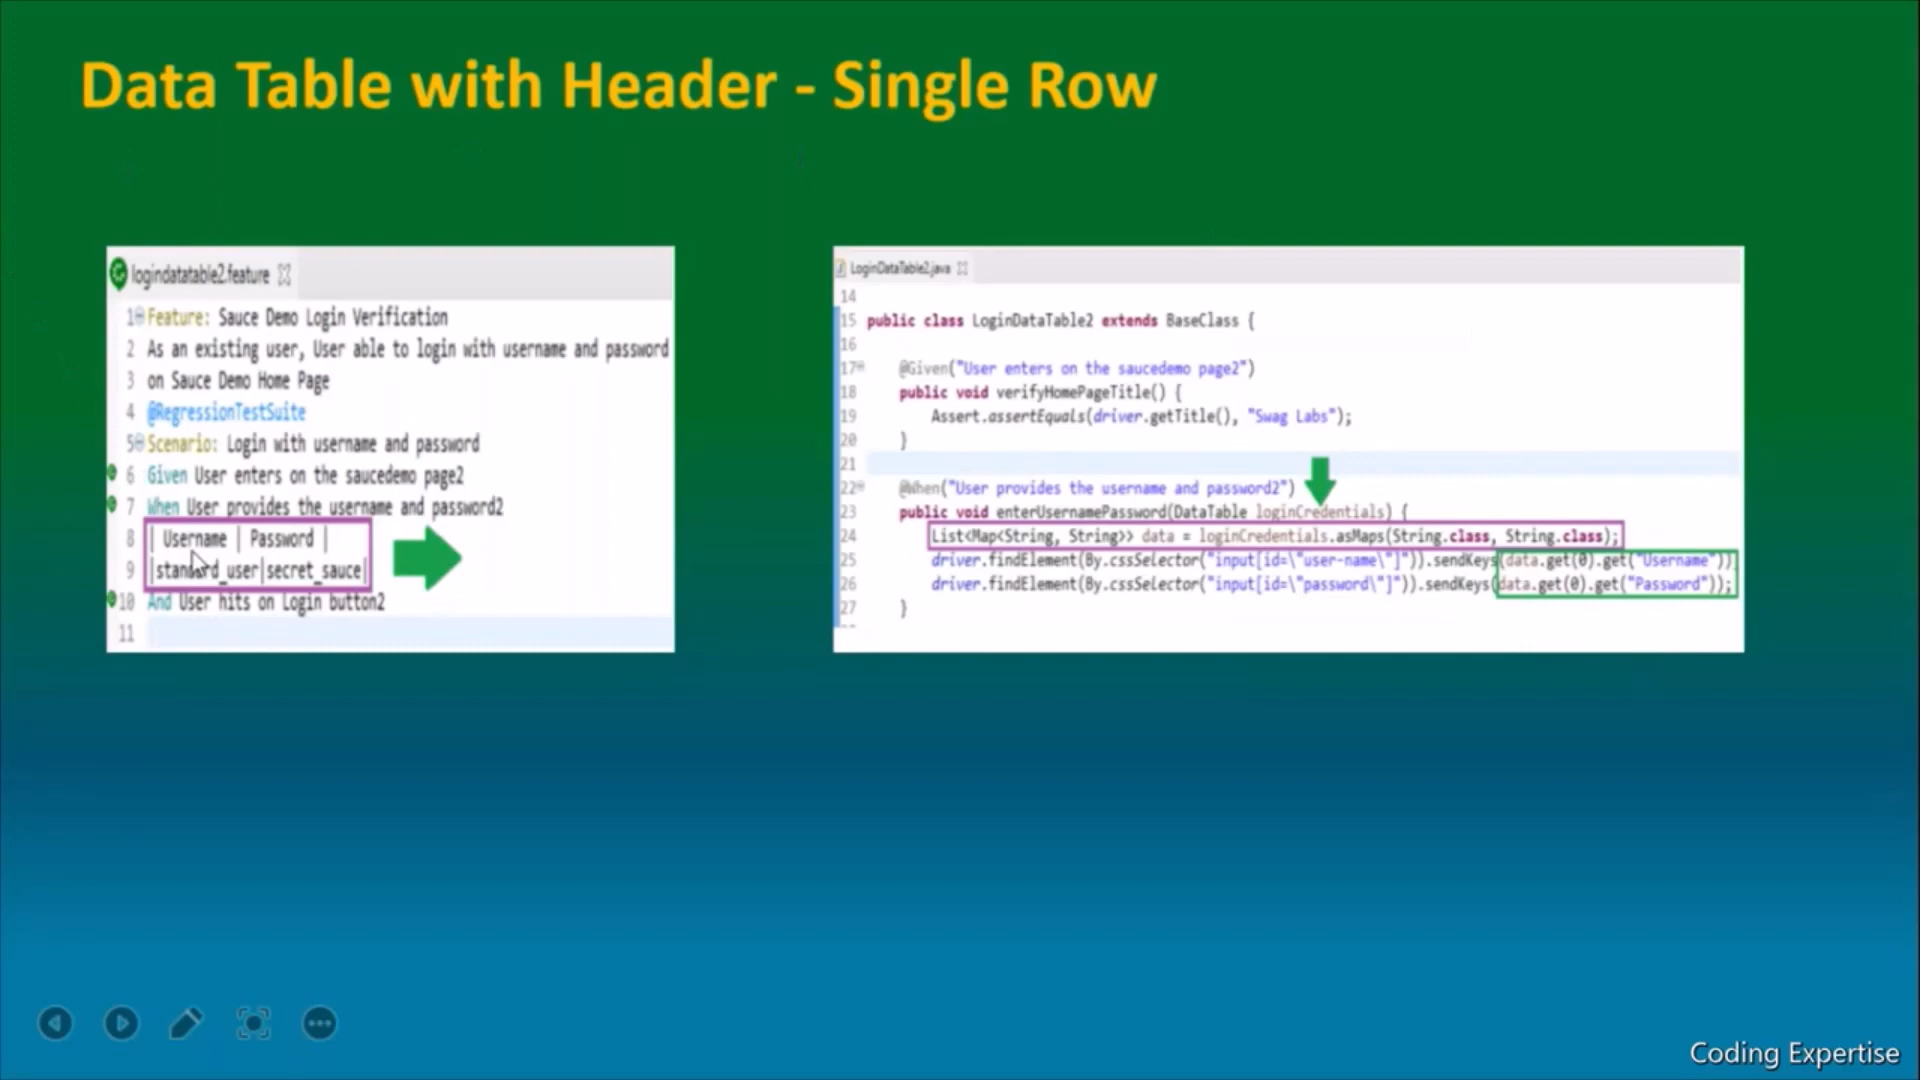 Data Table with Header - Single Row
logindatatable2.feature
1 Feature: Sauce Demo Login Verification
2 As an existing user, User able to login with username and password
3 on Sauce Demo Home Page
4 @RegressionTestSuite
5 Scenario: Login with username and password
6 Given User enters on the saucedemo page2
7 When User provides the username and password2
8 | Username | Password |
9 |standard_user|secret_sauce|
10 And User hits on Login button2
11
LoginDataTable2.java
14
15 public class LoginDataTable2 extends BaseClass {
16
17 @Given("User enters on the saucedemo page2")
18 public void verifyHomePageTitle() {
19 Assert.assertEquals(driver.getTitle(), "Swag Labs");
20 }
21
22 @When("User provides the username and password2")
23 public void enterUsernamePassword(DataTable loginCredentials) {
24 List<Map<String, String>> data = loginCredentials.asMaps(String.class, String.class);
25 driver.findElement(By.cssSelector("input[id=\"user-name\"]")).sendKeys(data.get(0).get("Username"))
26 driver.findElement(By.cssSelector("input[id=\"password\"]")).sendKeys(data.get(0).get("Password"));
27 }
Coding Expertise